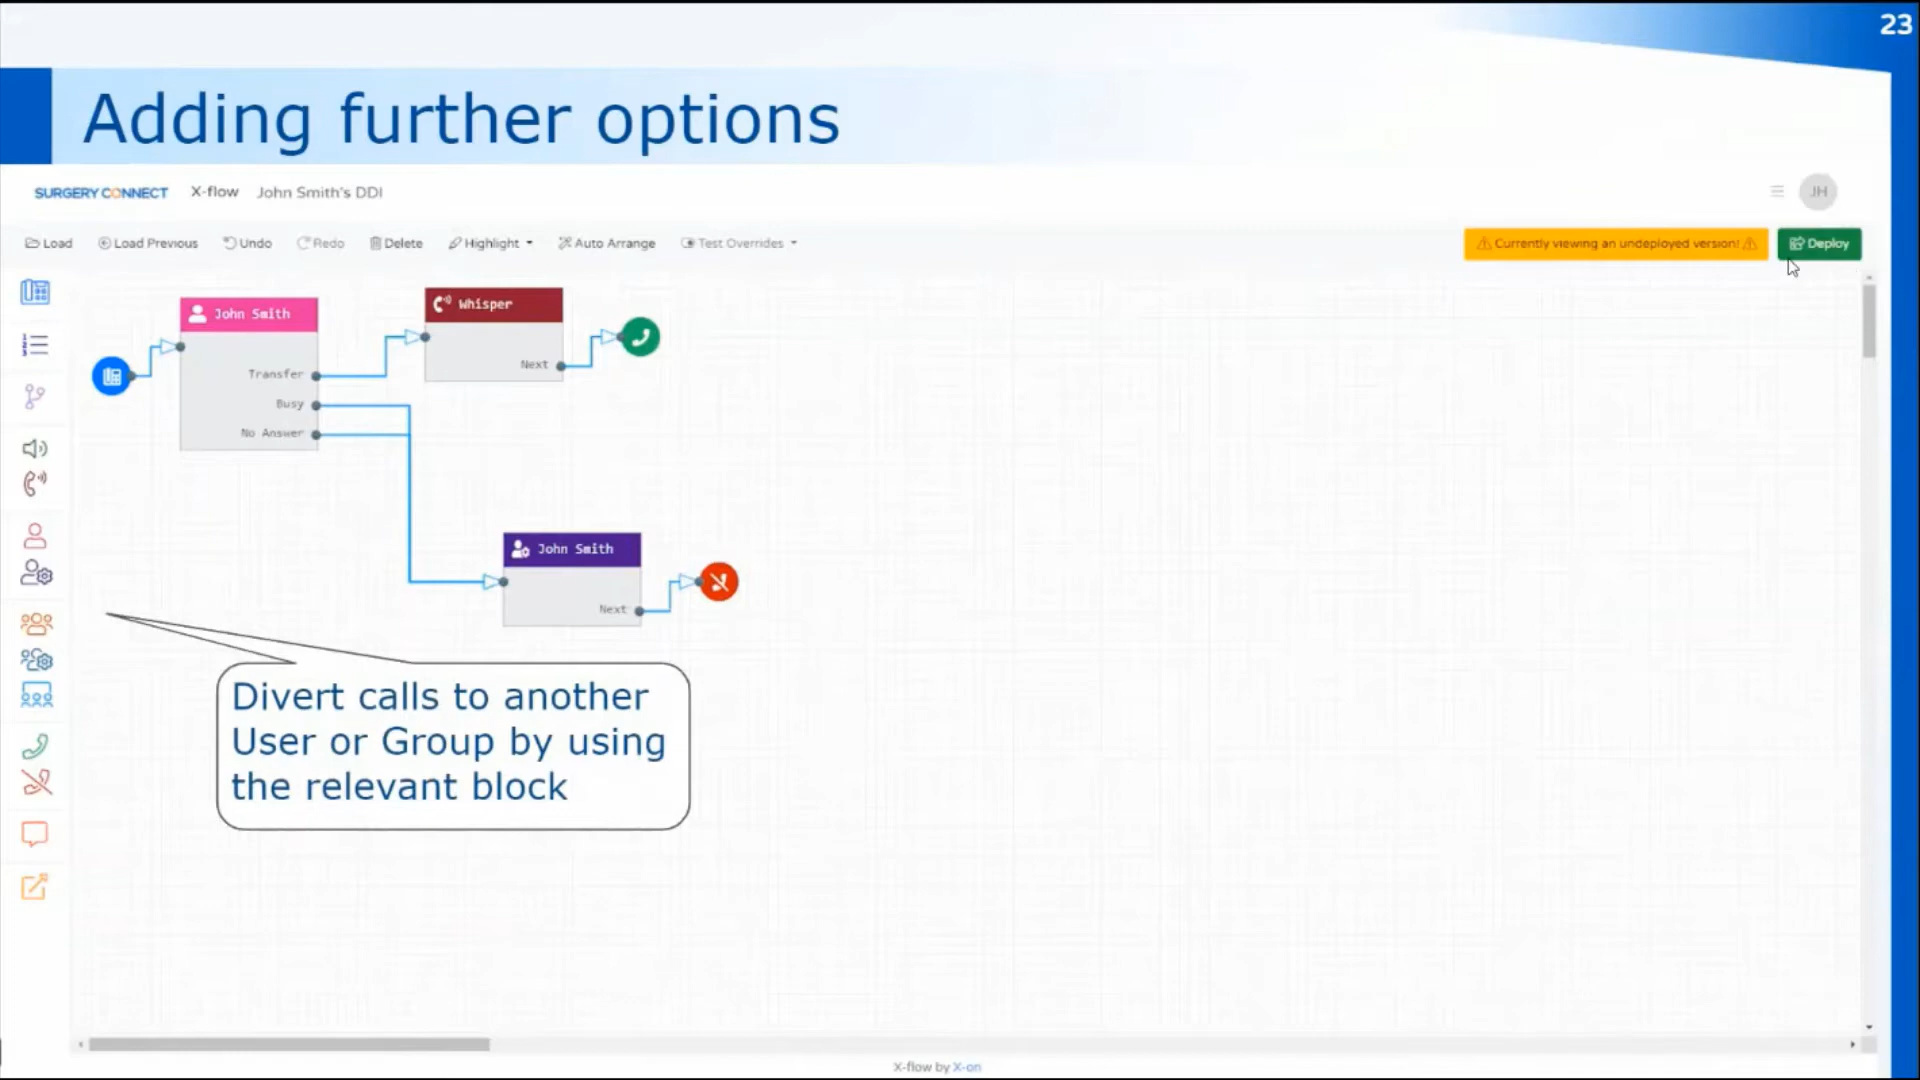 23
Adding further options
SURGERY CONNECT X-flow John Smith's DDI
JH
Load Load Previous Undo Redo Delete Highlight Auto Arrange Test Overrides
Currently viewing an undeployed version!
Deploy
John Smith
Transfer
Busy
No Answer
Whisper
Next
John Smith
Next
Divert calls to another
User or Group by using
the relevant block
X-flow by X-on